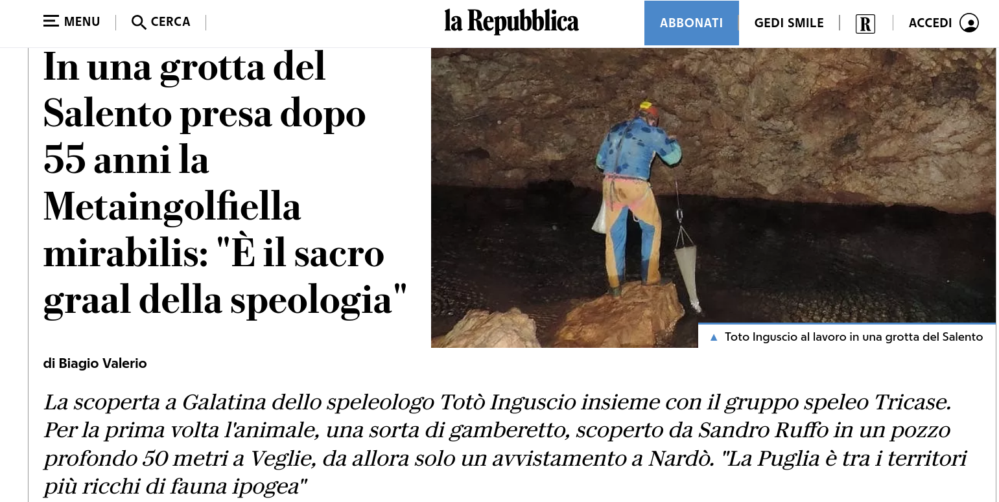 MENU CERCA la Repubblica ABBONATI GEDI SMILE R ACCEDI
In una grotta del
Salento presa dopo
55 anni la
Metaingolfiella
mirabilis: "È il sacro
graal della speologia"
▲ Toto Inguscio al lavoro in una grotta del Salento
di Biagio Valerio
La scoperta a Galatina dello speleologo Totò Inguscio insieme con il gruppo speleo Tricase.
Per la prima volta l'animale, una sorta di gamberetto, scoperto da Sandro Ruffo in un pozzo
profondo 50 metri a Veglie, da allora solo un avvistamento a Nardò. "La Puglia è tra i territori
più ricchi di fauna ipogea"